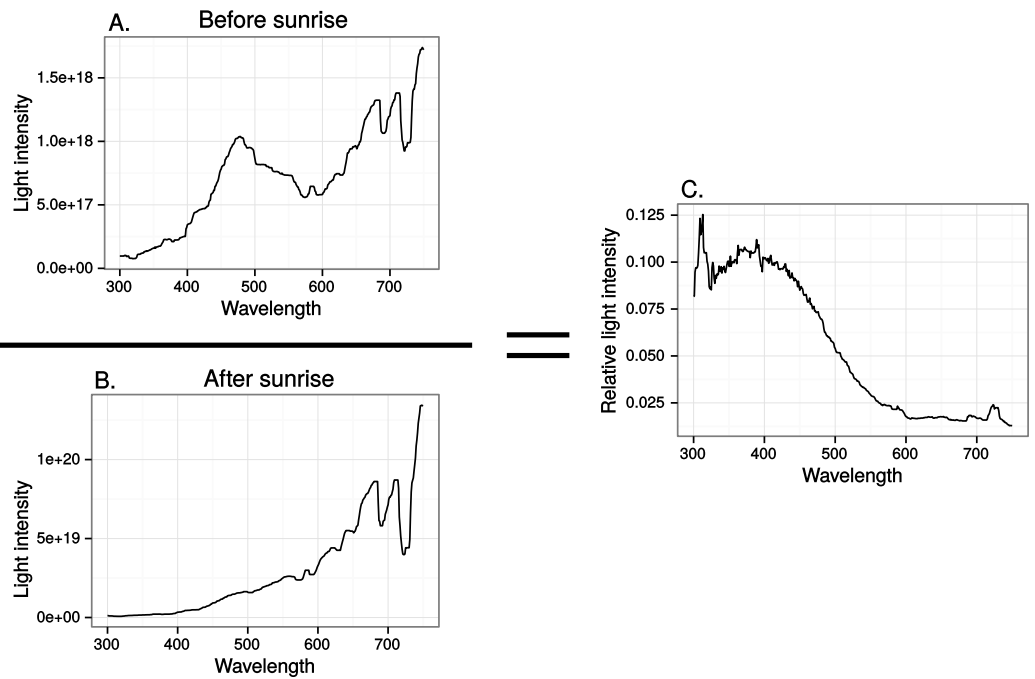 A.
Before sunrise
Light intensity
1.5e+18
1.0e+18
5.0e+17
0.0e+00
300 400 500 600 700
Wavelength
B.
After sunrise
Light intensity
1e+20
5e+19
0e+00
300 400 500 600 700
Wavelength
C.
Relative light intensity
0.125
0.100
0.075
0.050
0.025
300 400 500 600 700
Wavelength